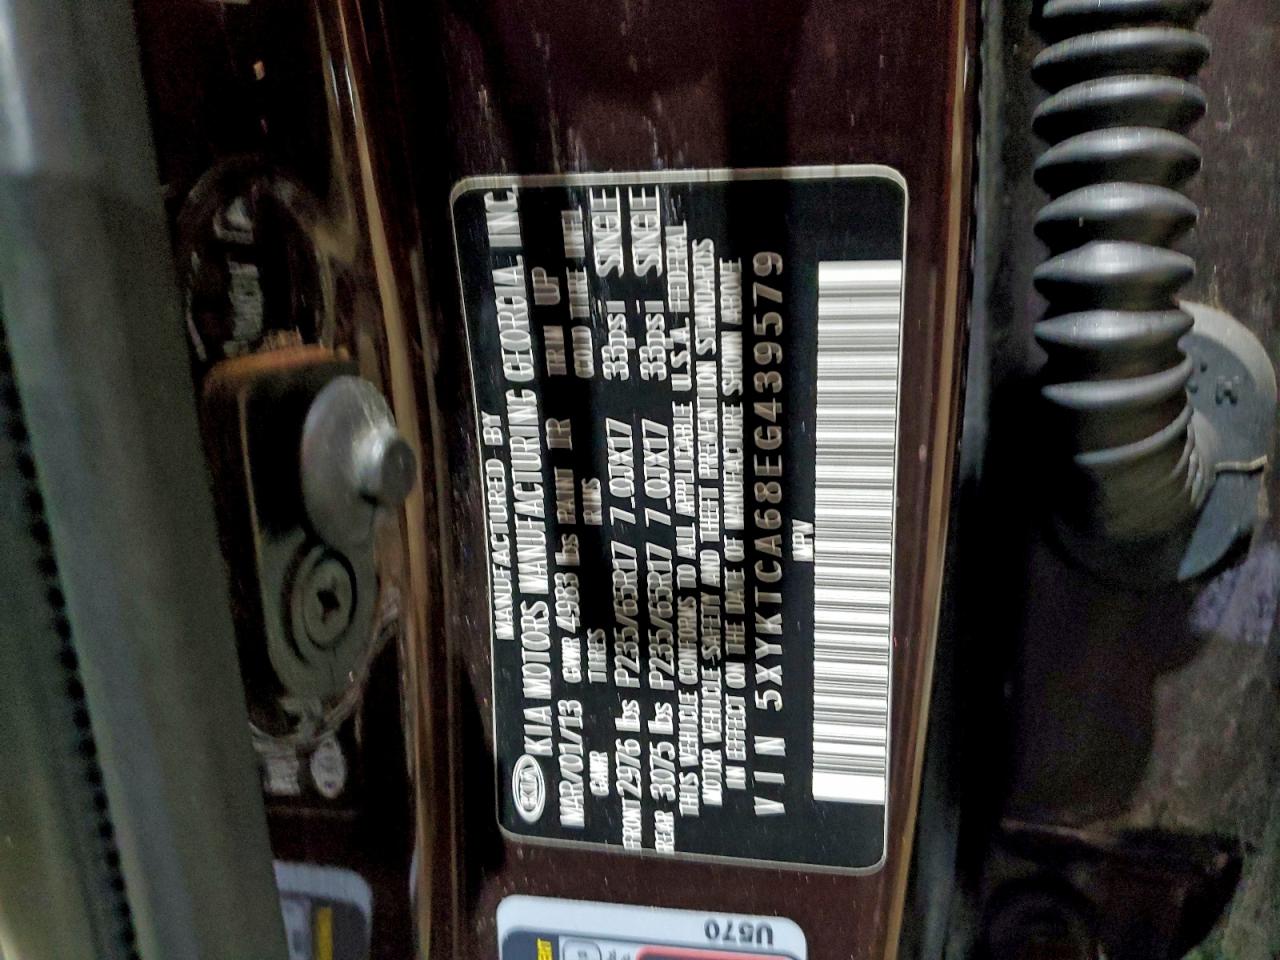 MANUFACTURED BY
KIA KIA MOTORS MANUFACTURING GEORGIA, INC
MAR/01/13 GVWR 4983 lbs PAINT IR TRIM UP
GAWR TIRES RIMS COLD TIRE INFL
FRONT 2976 lbs P235/65R17 7.0JX17 33psi SINGLE
REAR 3075 lbs P235/65R17 7.0JX17 33psi SINGLE
THIS VEHICLE CONFORMS TO ALL APPLICABLE U.S.A. FEDERAL
MOTOR VEHICLE-SAFETY AND THEFT PREVENTION STANDARDS
IN EFFECT ON THE DATE OF MANUFACTURE SHOWN ABOVE
VIN 5XYKTCA68EG439579
MPV
U570